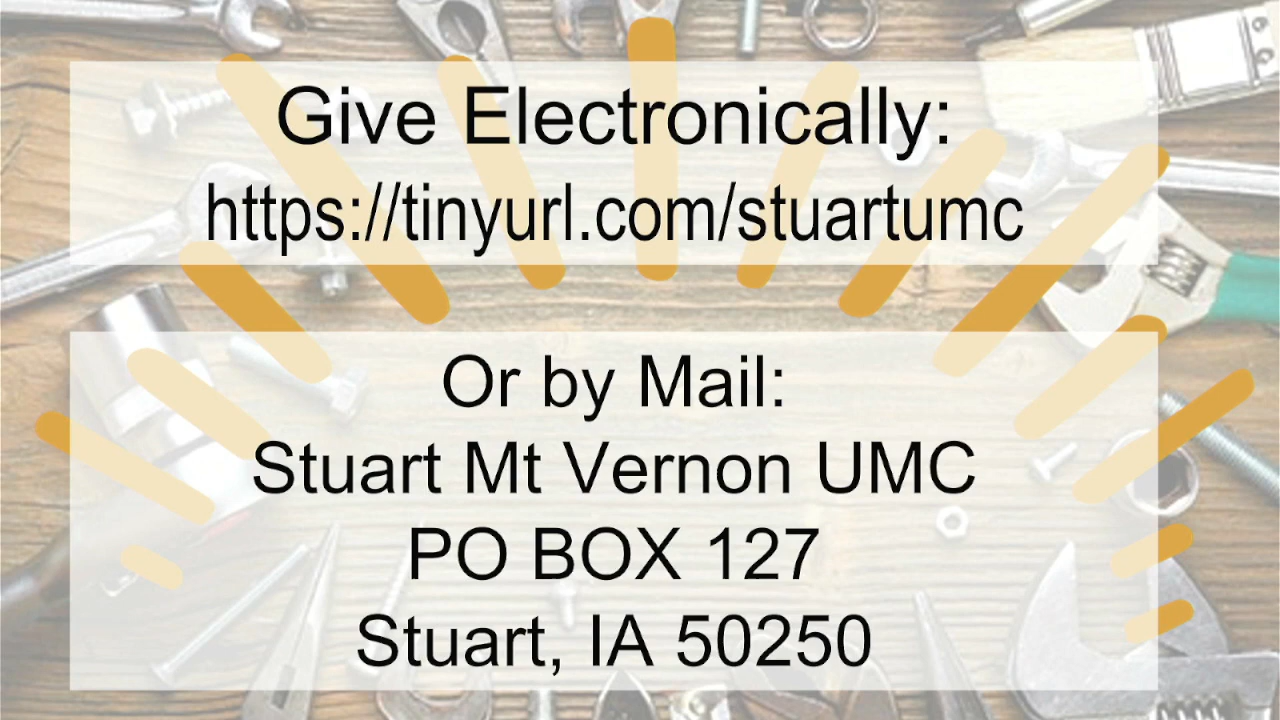 Give Electronically:
https://tinyurl.com/stuartumc
Or by Mail:
Stuart Mt Vernon UMC
PO BOX 127
Stuart, IA 50250